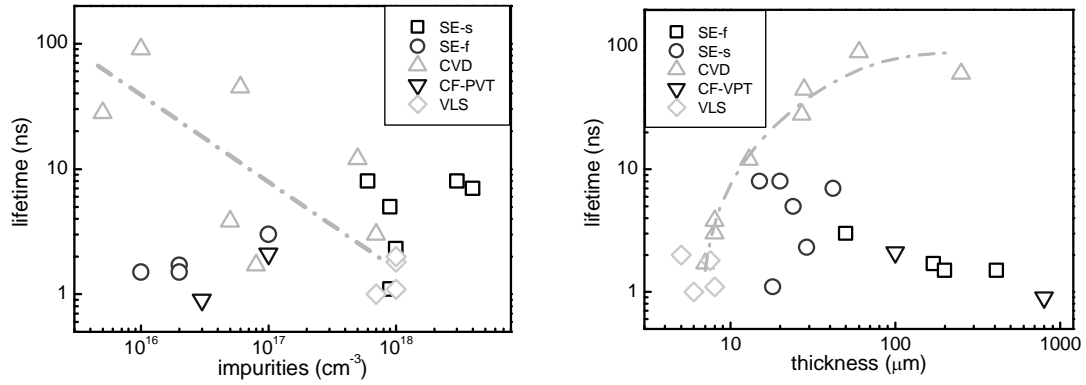 SE-s
SE-f
CVD
CF-PVT
VLS
100
10
1
lifetime (ns)
10^16
10^17
10^18
impurities (cm^-3)
SE-f
SE-s
CVD
CF-VPT
VLS
100
10
1
lifetime (ns)
10
100
1000
thickness (μm)